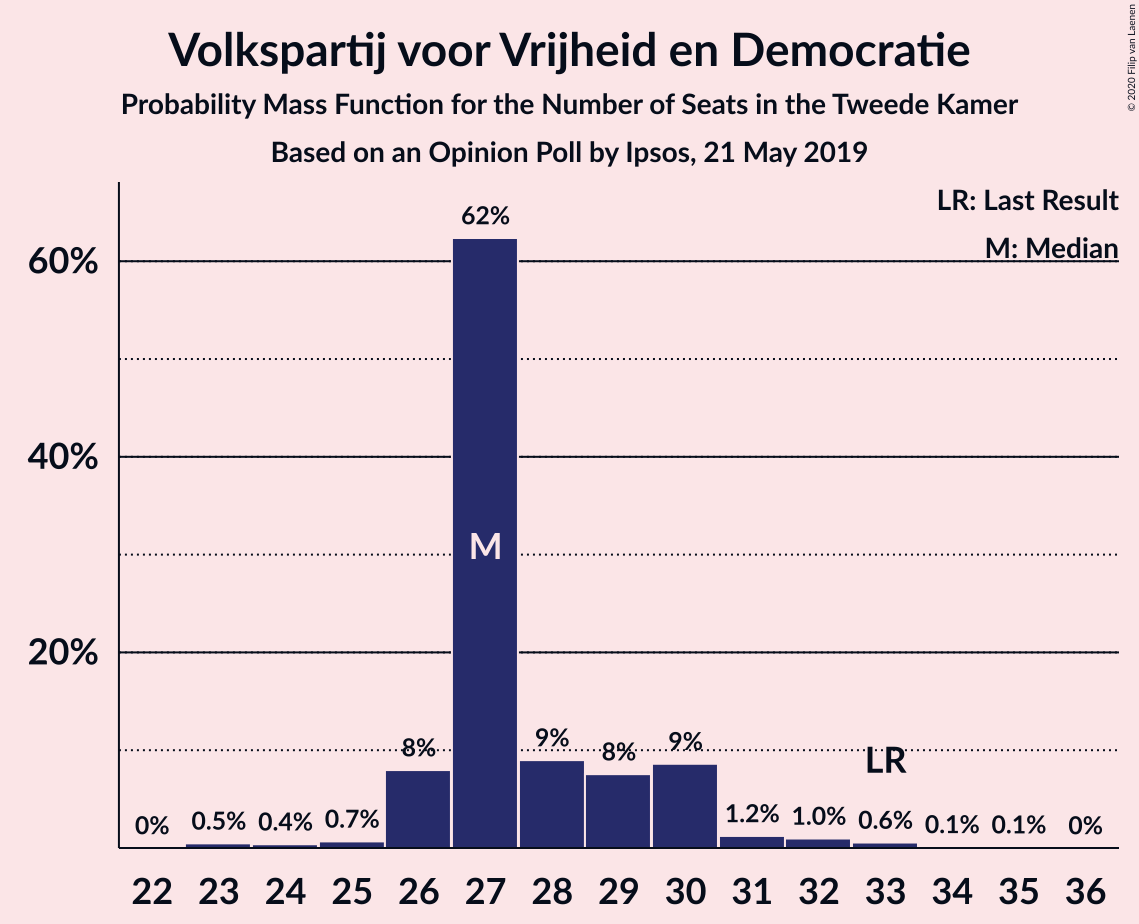 Volkspartij voor Vrijheid en Democratie
Probability Mass Function for the Number of Seats in the Tweede Kamer
Based on an Opinion Poll by Ipsos, 21 May 2019
© 2020 Filip van Laenen
LR: Last Result
M: Median
60%
40%
20%
0% 0.5% 0.4% 0.7% 8% 62% 9% 8% 9% 1.2% 1.0% 0.6% 0.1% 0.1% 0%
M
LR
22 23 24 25 26 27 28 29 30 31 32 33 34 35 36